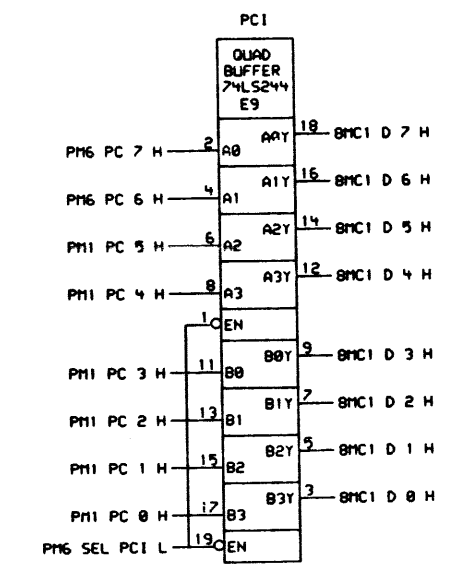 PCI
QUAD
BUFFER
74LS244
E9
PM6 PC 7 H 2 A0 A0Y 18 8MC1 D 7 H
PM6 PC 6 H 4 A1 A1Y 16 8MC1 D 6 H
PM1 PC 5 H 6 A2 A2Y 14 8MC1 D 5 H
PM1 PC 4 H 8 A3 A3Y 12 8MC1 D 4 H
1 EN
PM1 PC 3 H 11 B0 B0Y 9 8MC1 D 3 H
PM1 PC 2 H 13 B1 B1Y 7 8MC1 D 2 H
PM1 PC 1 H 15 B2 B2Y 5 8MC1 D 1 H
PM1 PC 0 H 17 B3 B3Y 3 8MC1 D 0 H
PM6 SEL PCI L 19 EN